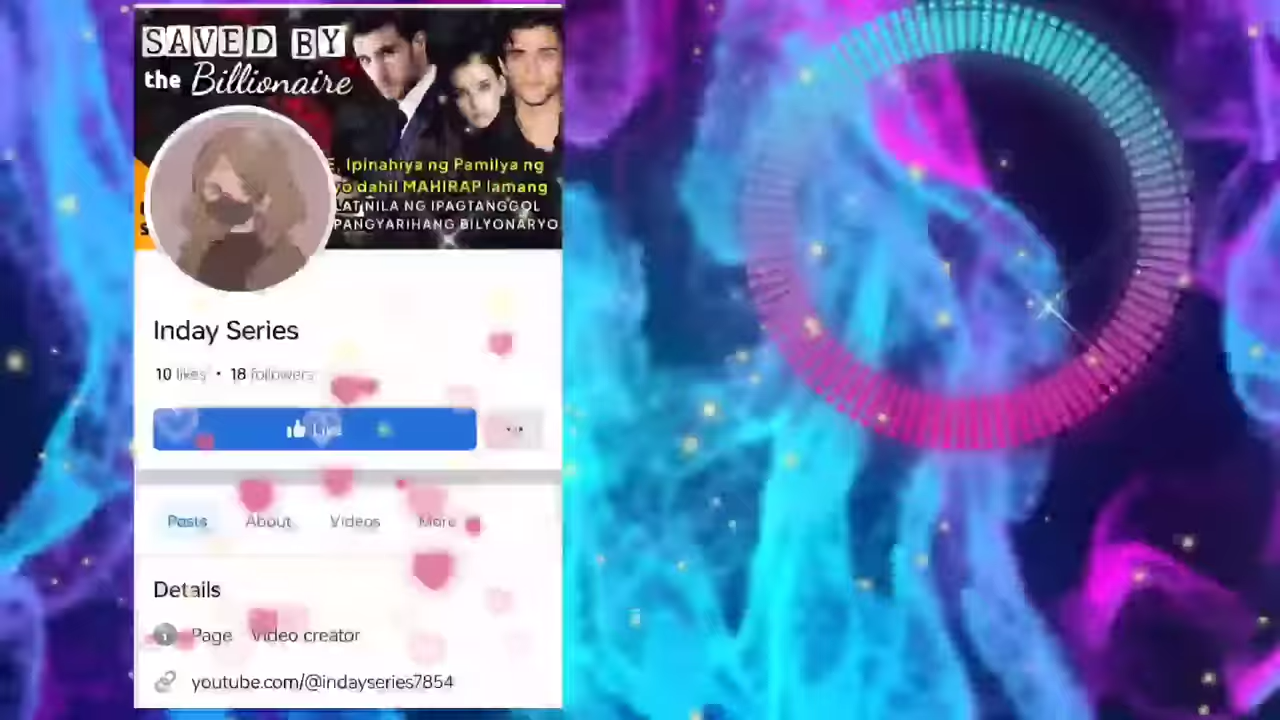 SAVED BY
the Billionaire
Ipinahiya ng Pamilya ng
dahil MAHIRAP lamang
NILA NG IPAGTANGGOL
PANGYARIHANG BILYONARYO
Inday Series
10 likes • 18 followers
Like
Posts About Videos More
Details
Page Video creator
youtube.com/@indayseries7854